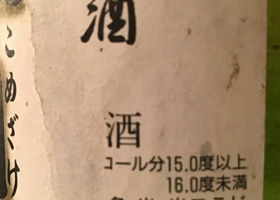 酒
こめざけ
酒
コール分15.0度以上
16.0度未満